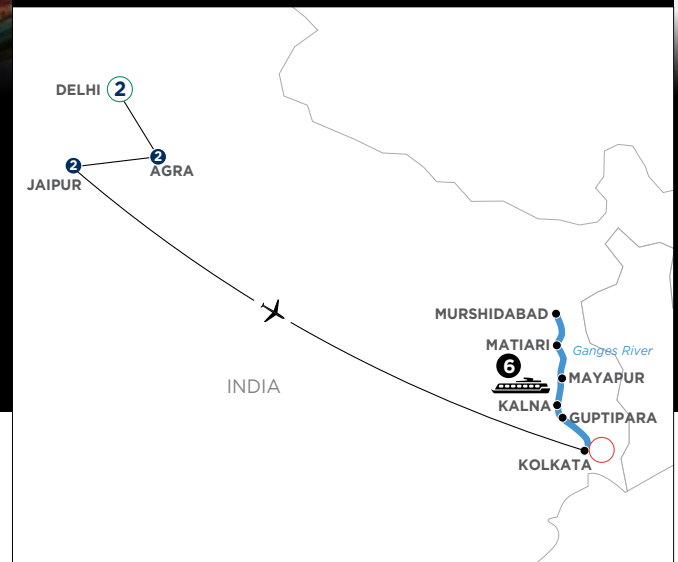 DELHI 2
2
AGRA
2
JAIPUR
MURSHIDABAD
MATIARI
Ganges River
6
MAYAPUR
INDIA
KALNA
GUPTIPARA
KOLKATA